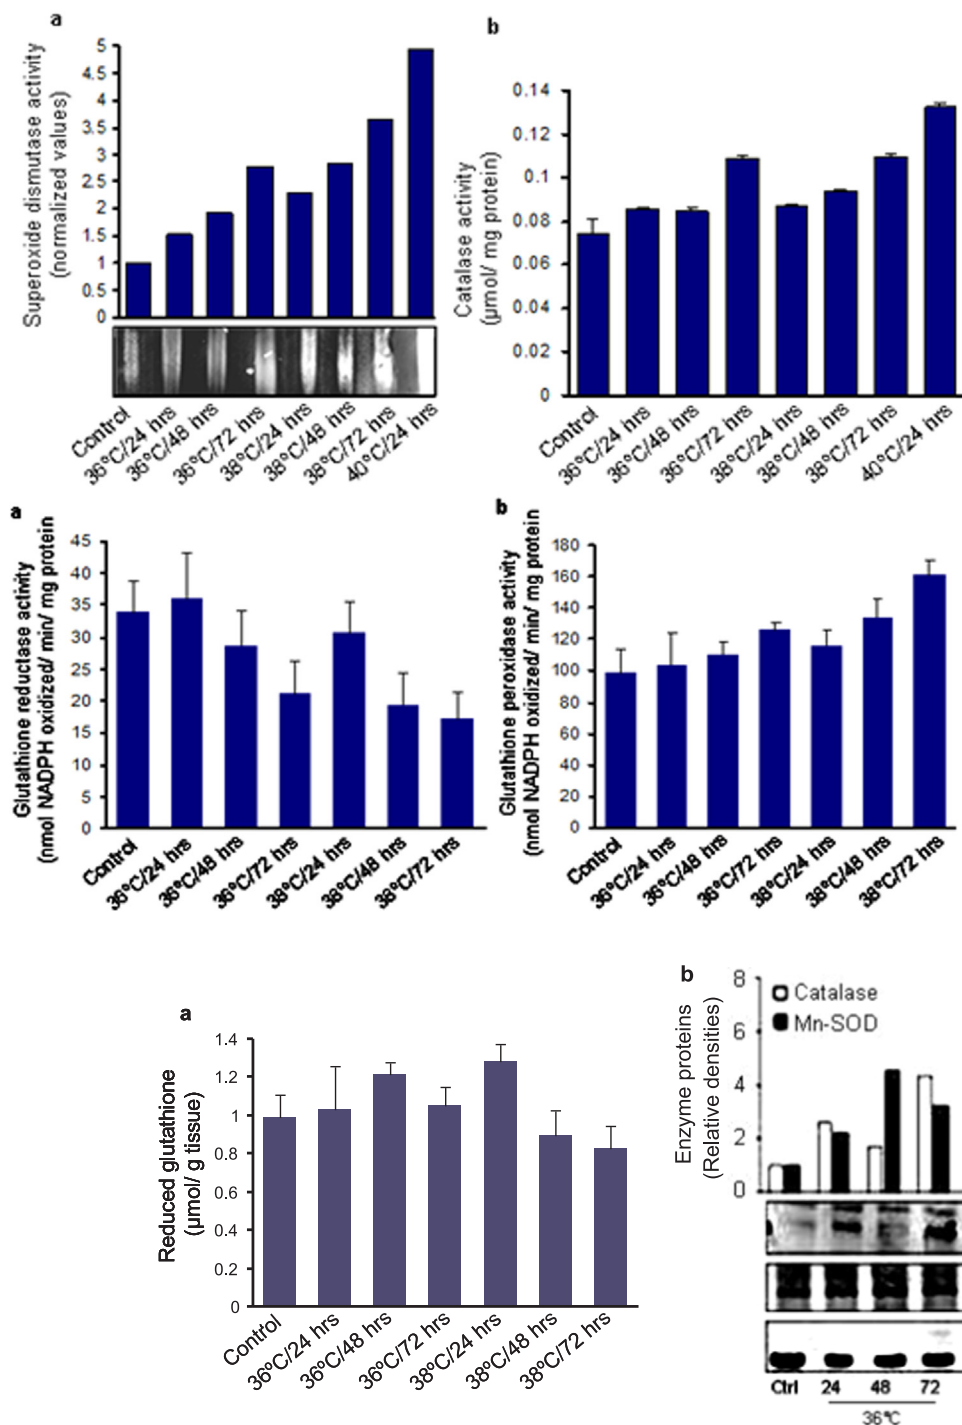 a
Superoxide dismutase activity
(normalized values)
5
4.5
4
3.5
3
2.5
2
1.5
1
0.5
0
Control
36°C/24 hrs
36°C/48 hrs
36°C/72 hrs
38°C/24 hrs
38°C/48 hrs
38°C/72 hrs
40°C/24 hrs
b
Catalase activity
(µmol/ mg protein)
0.14
0.12
0.1
0.08
0.06
0.04
0.02
0
Control
36°C/24 hrs
36°C/48 hrs
36°C/72 hrs
38°C/24 hrs
38°C/48 hrs
38°C/72 hrs
40°C/24 hrs
a
Glutathione reductase activity
(nmol NADPH oxidized/ min/ mg protein
45
40
35
30
25
20
15
10
5
0
Control
36°C/24 hrs
36°C/48 hrs
36°C/72 hrs
38°C/24 hrs
38°C/48 hrs
38°C/72 hrs
b
Glutathione peroxidase activity
(nmol NADPH oxidized/ min/ mg protein
180
160
140
120
100
80
60
40
20
0
Control
36°C/24 hrs
36°C/48 hrs
36°C/72 hrs
38°C/24 hrs
38°C/48 hrs
38°C/72 hrs
a
Reduced glutathione
(µmol/ g tissue)
1.4
1.2
1
0.8
0.6
0.4
0.2
0
Control
36ºC/24 hrs
36ºC/48 hrs
36ºC/72 hrs
38ºC/24 hrs
38ºC/48 hrs
38ºC/72 hrs
b
Enzyme proteins
(Relative densities)
8
6
4
2
0
Catalase
Mn-SOD
Ctrl 24 48 72
36°C